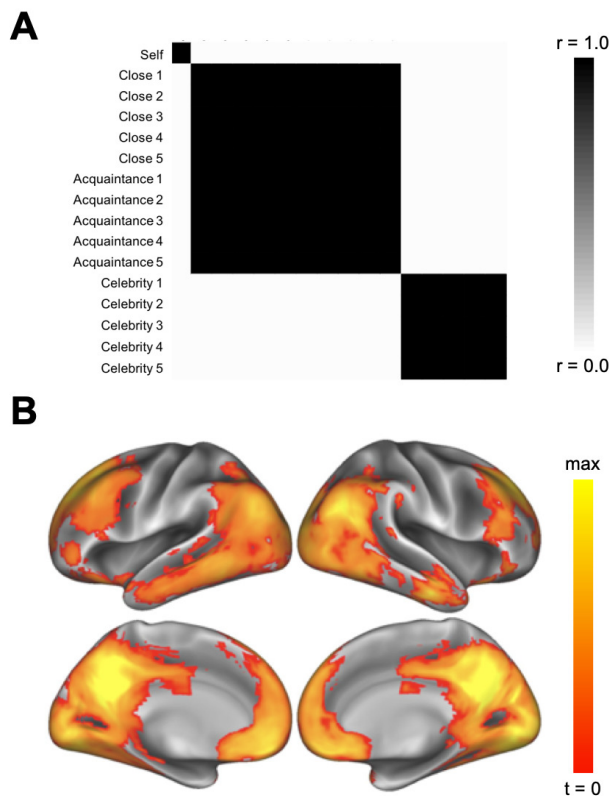 A
r = 1.0
Self
Close 1
Close 2
Close 3
Close 4
Close 5
Acquaintance 1
Acquaintance 2
Acquaintance 3
Acquaintance 4
Acquaintance 5
Celebrity 1
Celebrity 2
Celebrity 3
Celebrity 4
Celebrity 5
r = 0.0
B
max
t = 0